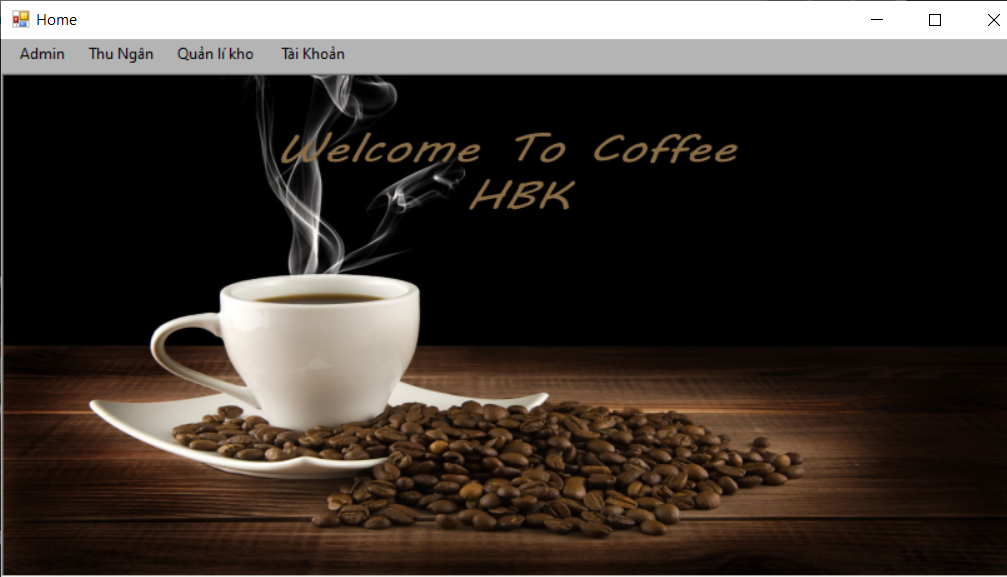 Home
Admin Thu Ngân Quản lí kho Tài Khoản
Welcome To Coffee
HBK